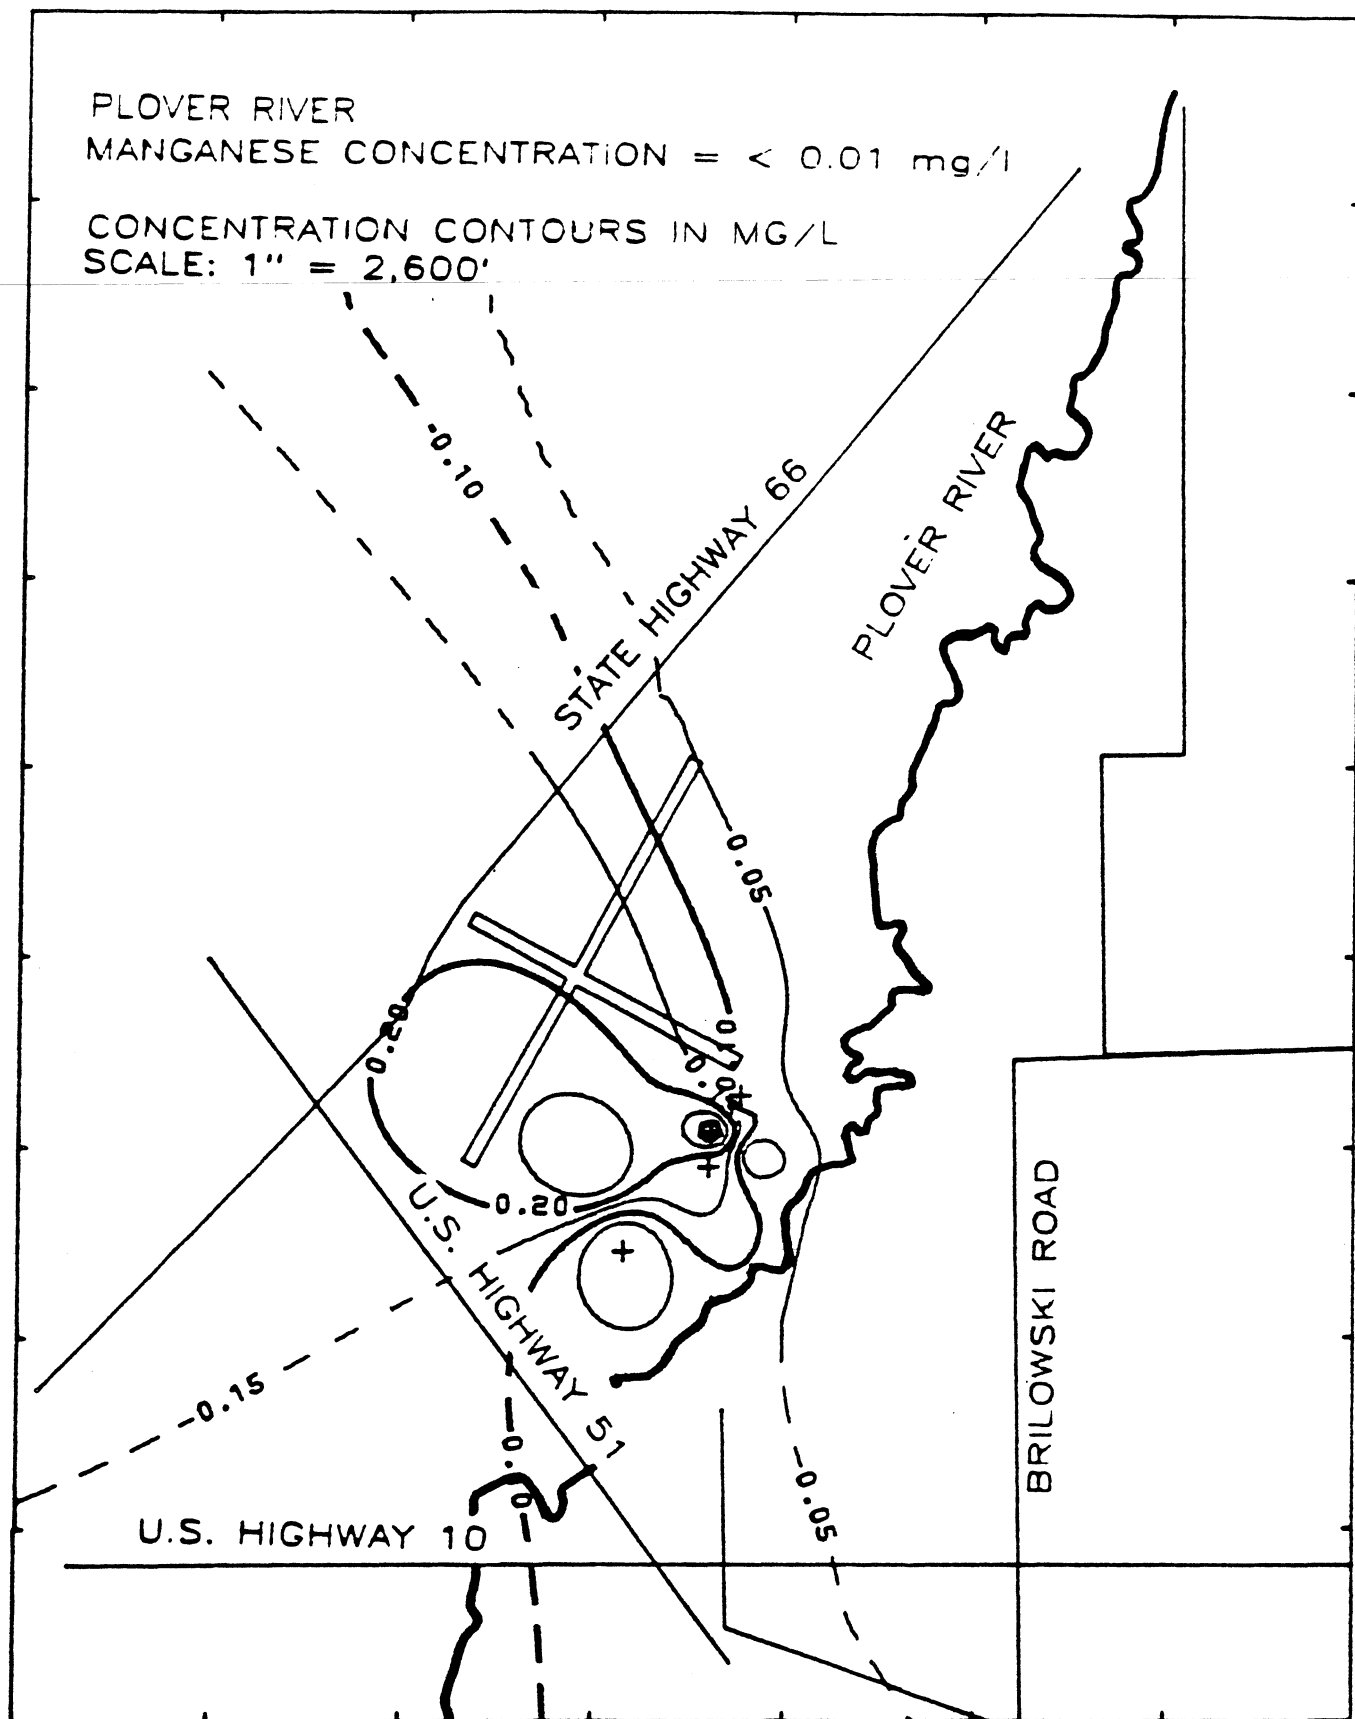 PLOVER RIVER
MANGANESE CONCENTRATION = < 0.01 mg/l
CONCENTRATION CONTOURS IN MG/L
SCALE: 1" = 2,600'
-0.10
STATE HIGHWAY 66
PLOVER RIVER
0.05
0.20
0.20
U.S. HIGHWAY 51
BRILOWSKI ROAD
-0.15
-0.05
U.S. HIGHWAY 10